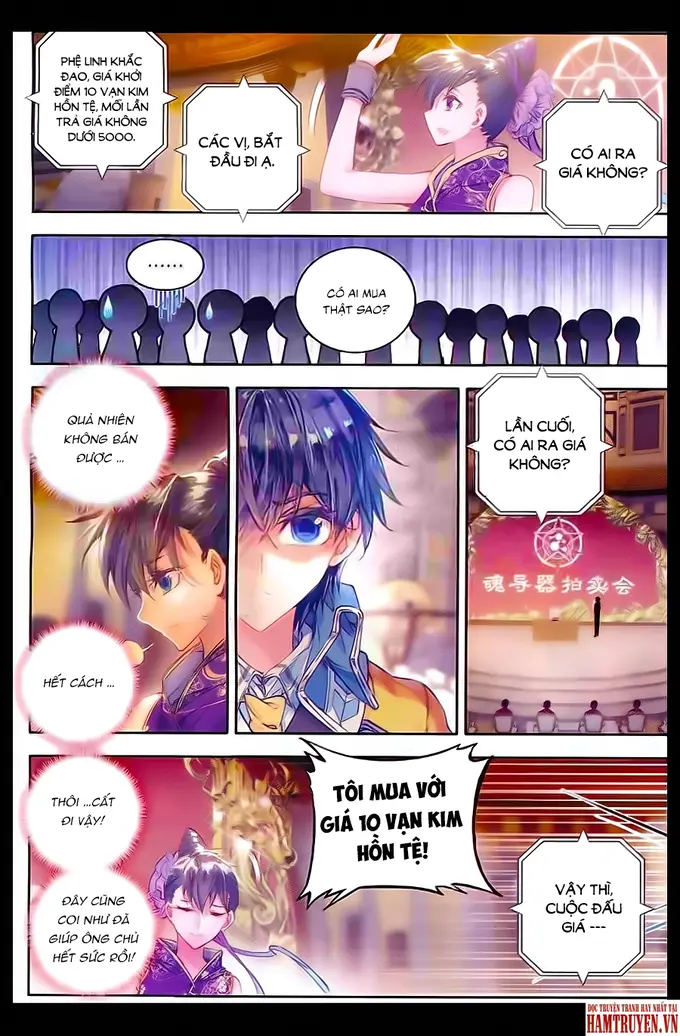 PHỆ LINH KHẮC
ĐAO, GIÁ KHỞI
ĐIỂM 10 VẠN KIM
HỒN TỆ, MỖI LẦN
TRẢ GIÁ KHÔNG
DƯỚI 5000.
CÁC VỊ, BẮT
ĐẦU ĐI Ạ.
CÓ AI RA
GIÁ KHÔNG?
......
CÓ AI MUA
THẬT SAO?
QUẢ NHIÊN
KHÔNG BÁN
ĐƯỢC ...
HẾT CÁCH ...
LẦN CUỐI,
CÓ AI RA GIÁ
KHÔNG?
魂导器拍卖会
THÔI ...CẤT
ĐI VẬY!
ĐÂY CŨNG
COI NHƯ ĐÃ
GIÚP ÔNG CHỦ
HẾT SỨC RỒI!
TÔI MUA VỚI
GIÁ 10 VẠN KIM
HỒN TỆ!
VẬY THÌ,
CUỘC ĐẤU
GIÁ ---
ĐỌC TRUYỆN TRANH HAY NHẤT TẠI
HAMTRUYEN.VN